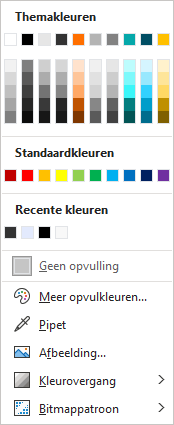 Themakleuren
Standaardkleuren
Recente kleuren
Geen opvulling
Meer opvulkleuren...
Pipet
Afbeelding...
Kleurovergang
Bitmappatroon